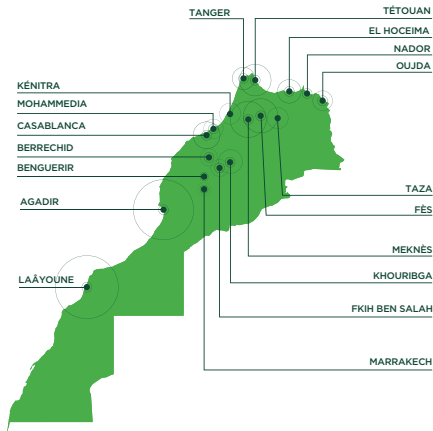 TANGER
TÉTOUAN
EL HOCEIMA
NADOR
OUJDA
KÉNITRA
MOHAMMEDIA
CASABLANCA
BERRECHID
BENGUERIR
AGADIR
LAÂYOUNE
TAZA
FÈS
MEKNÈS
KHOURIBGA
FKIH BEN SALAH
MARRAKECH